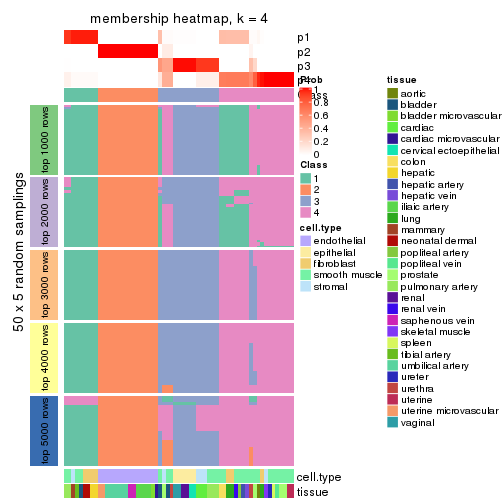 membership heatmap, k = 4
p1
p2
p3
p4
Class
50 x 5 random samplings
top 1000 rows
top 2000 rows
top 3000 rows
top 4000 rows
top 5000 rows
cell.type
tissue
Prob
1
0.8
0.6
0.4
0.2
0
Class
1
2
3
4
cell.type
endothelial
epithelial
fibroblast
smooth muscle
stromal
tissue
aortic
bladder
bladder microvascular
cardiac
cardiac microvascular
cervical ectoepithelial
colon
hepatic
hepatic artery
hepatic vein
iliaic artery
lung
mammary
neonatal dermal
popliteal artery
popliteal vein
prostate
pulmonary artery
renal
renal vein
saphenous vein
skeletal muscle
spleen
tibial artery
umbilical artery
ureter
urethra
uterine
uterine microvascular
vaginal